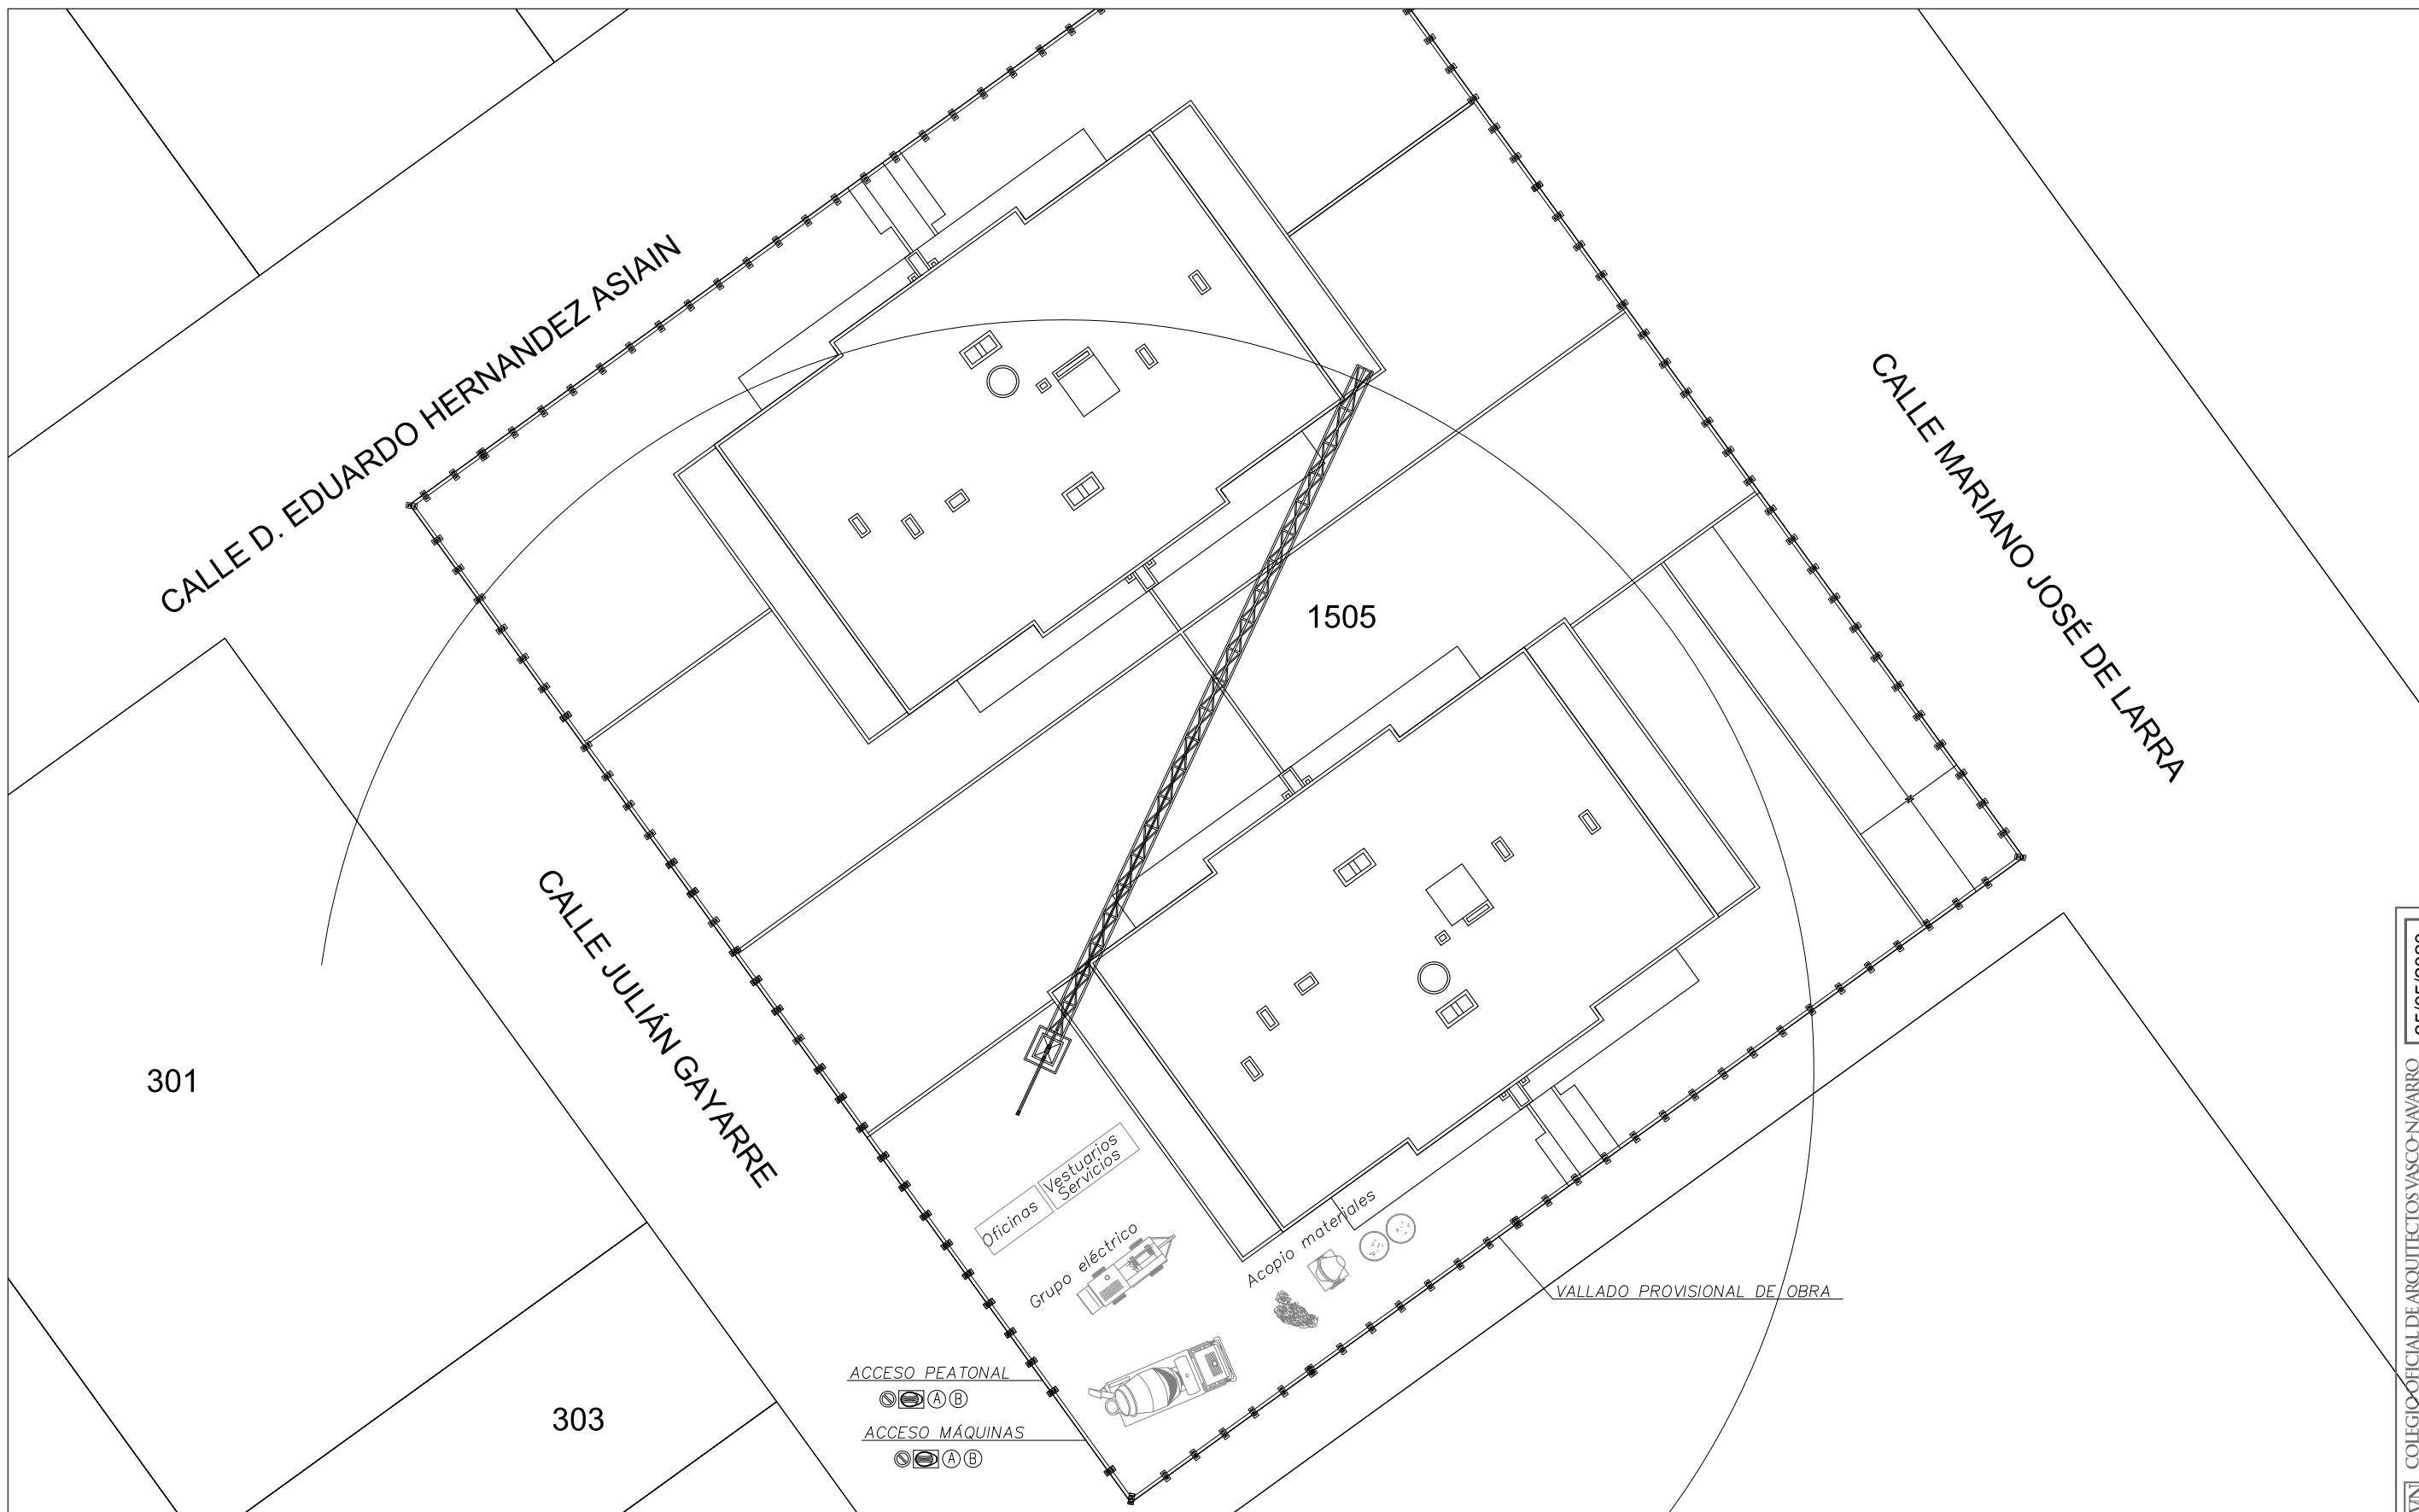 CALLE D. EDUARDO HERNANDEZ ASIAIN
CALLE MARIANO JOSÉ DE LARRA
1505
CALLE JULIÁN GAYARRE
301
303
Vestuarios
Servicios
Oficinas
Grupo eléctrico
Acopio materiales
VALLADO PROVISIONAL DE OBRA
ACCESO PEATONAL
A B
ACCESO MÁQUINAS
A B
COLEGIO OFICIAL DE ARQUITECTOS VASCO-NAVARRO